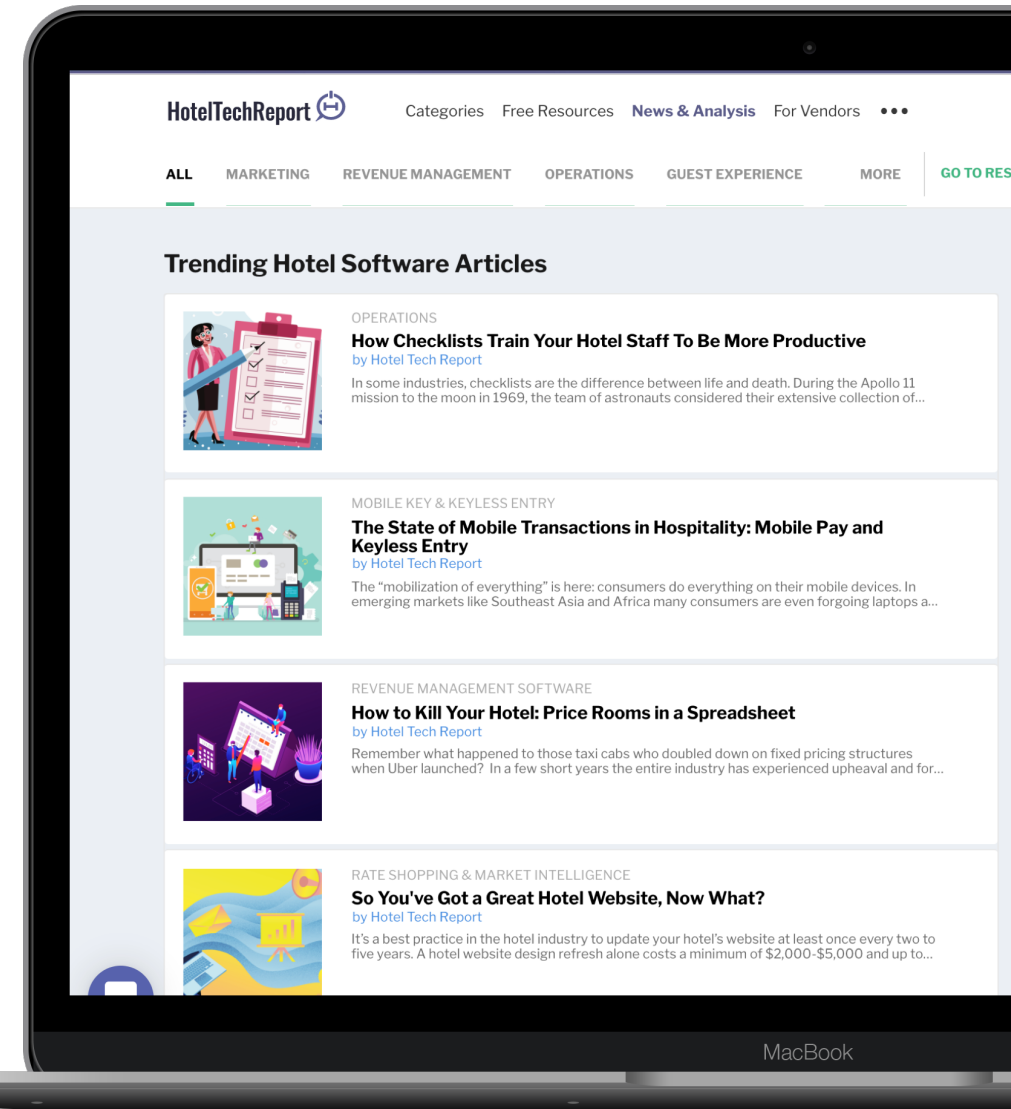 HotelTechReport
Categories Free Resources News & Analysis For Vendors •••
ALL MARKETING REVENUE MANAGEMENT OPERATIONS GUEST EXPERIENCE MORE GO TO
Trending Hotel Software Articles
OPERATIONS
How Checklists Train Your Hotel Staff To Be More Productive
by Hotel Tech Report
In some industries, checklists are the difference between life and death. During the Apollo 11
mission to the moon in 1969, the team of astronauts considered their extensive collection of...
MOBILE KEY & KEYLESS ENTRY
The State of Mobile Transactions in Hospitality: Mobile Pay and
Keyless Entry
by Hotel Tech Report
The “mobilization of everything” is here: consumers do everything on their mobile devices. In
emerging markets like Southeast Asia and Africa many consumers are even forgoing laptops a...
REVENUE MANAGEMENT SOFTWARE
How to Kill Your Hotel: Price Rooms in a Spreadsheet
by Hotel Tech Report
Remember what happened to those taxi cabs who doubled down on fixed pricing structures
when Uber launched? In a few short years the entire industry has experienced upheaval and for...
RATE SHOPPING & MARKET INTELLIGENCE
So You've Got a Great Hotel Website, Now What?
by Hotel Tech Report
It’s a best practice in the hotel industry to update your hotel’s website at least once every two to
five years. A hotel website design refresh alone costs a minimum of $2,000-$5,000 and up to...
MacBook